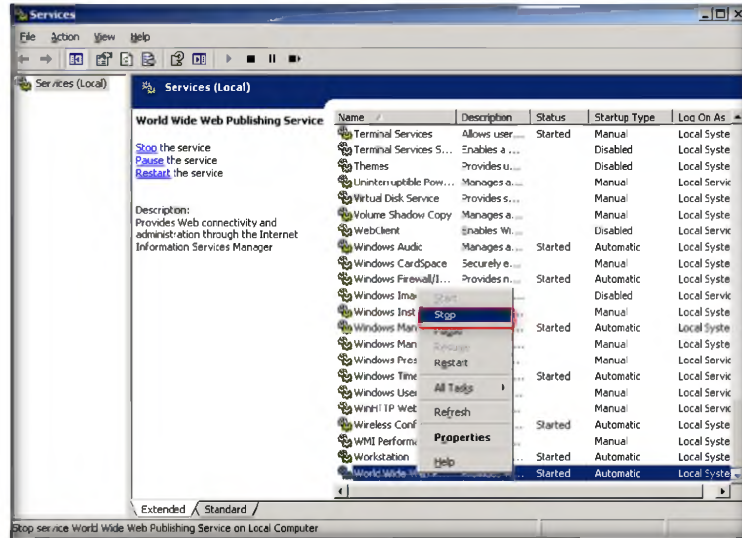 Services
File Action View Help
Services (Local)
Services (Local)
World Wide Web Publishing Service
Stop the service
Pause the service
Restart the service
Description:
Provides Web connectivity and
administration through the Internet
Information Services Manager
Name Description Status Startup Type Log On As
Terminal Services Allows user... Started Manual Local Syste
Terminal Services S... Enables a ... Disabled Local Syste
Themes Provides u... Disabled Local Syste
Uninterruptible Pow... Manages a... Manual Local Servic
Virtual Disk Service Provides s... Manual Local Syste
Volume Shadow Copy Manages a... Manual Local Syste
WebClient Enables Wi... Disabled Local Servic
Windows Audio Manages a... Started Automatic Local Syste
Windows CardSpace Securely e... Manual Local Syste
Windows Firewall/I... Provides n... Started Automatic Local Syste
Windows Ima Disabled Local Servic
Windows Inst Manual Local Syste
Windows Man Started Automatic Local Syste
Windows Man Manual Local Syste
Windows Pres Manual Local Servic
Windows Time Started Automatic Local Servic
Windows User Manual Local Servic
WinHTTP Web Manual Local Servic
Wireless Conf Started Automatic Local Syste
WMI Performa Manual Local Syste
Workstation Started Automatic Local Syste
World Wide We... Provides W... Started Automatic Local Syste
Start
Stop
Pause
Resume
Restart
All Tasks
Refresh
Properties
Help
Extended Standard
Stop service World Wide Web Publishing Service on Local Computer